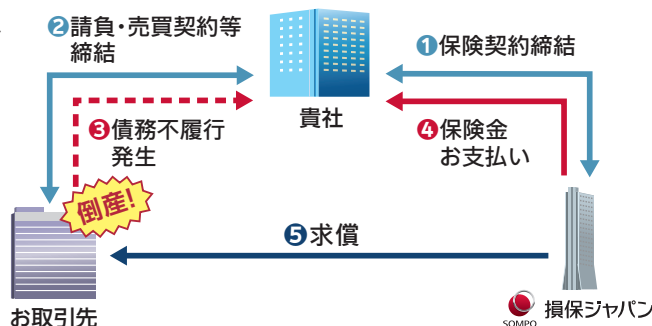 ❷請負・売買契約等
締結
❶保険契約締結
貴社
❸債務不履行
発生
❹保険金
お支払い
倒産!
❺求償
お取引先
損保ジャパン
SOMPO